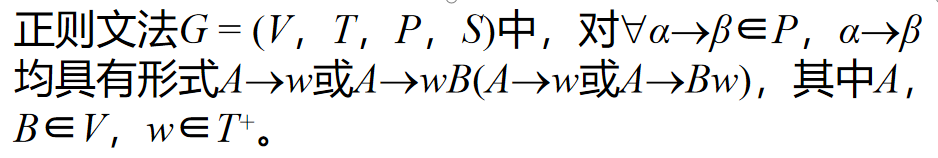 正则文法G = (V, T, P, S)中，对∀α→β∈P，α→β
均具有形式A→w或A→wB(A→w或A→Bw)，其中A，
B∈V，w∈T⁺。